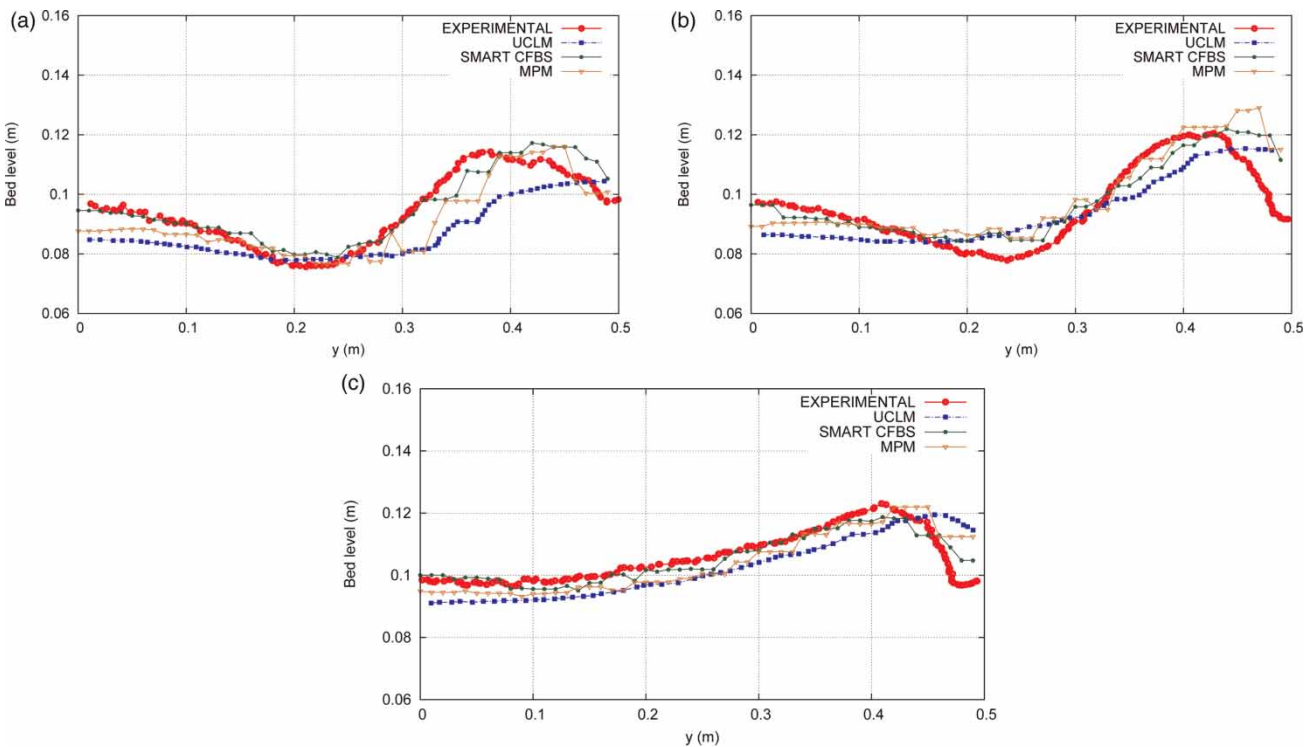 (a)
0.16
0.14
0.12
0.1
0.08
0.06
Bed level (m)
EXPERIMENTAL
UCLM
SMART CFBS
MPM
0 0.1 0.2 0.3 0.4 0.5
y (m)
(b)
0.16
0.14
0.12
0.1
0.08
0.06
Bed level (m)
EXPERIMENTAL
UCLM
SMART CFBS
MPM
0 0.1 0.2 0.3 0.4 0.5
y (m)
(c)
0.16
0.14
0.12
0.1
0.08
0.06
Bed level (m)
EXPERIMENTAL
UCLM
SMART CFBS
MPM
0 0.1 0.2 0.3 0.4 0.5
y (m)